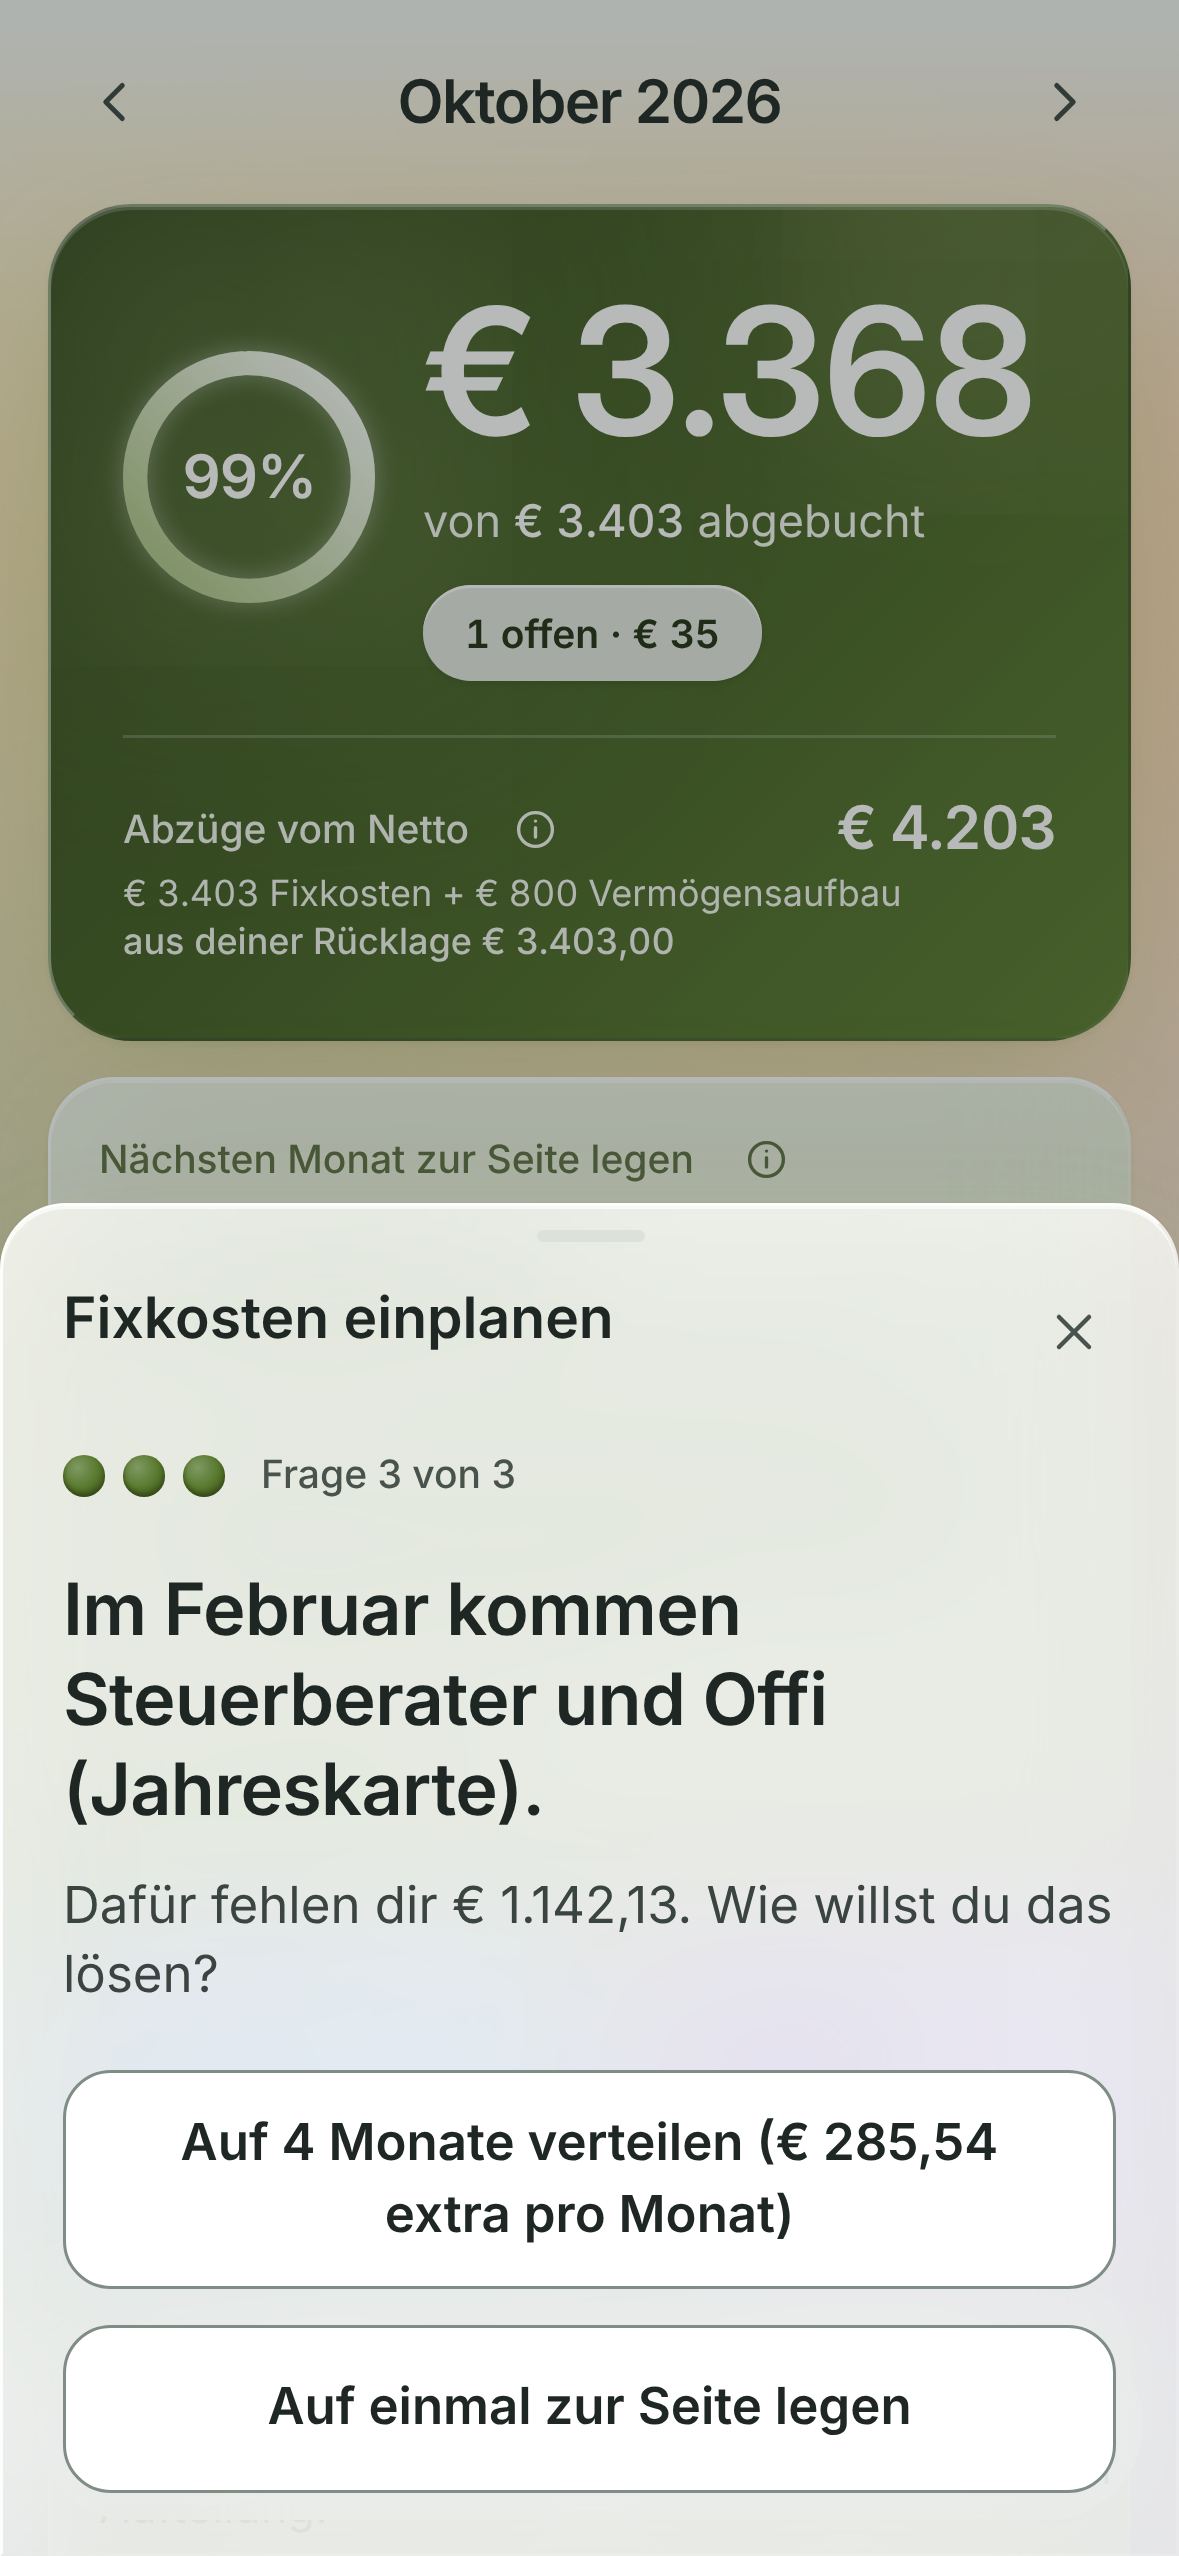 Oktober 2026
€ 3.368
99%
von € 3.403 abgebucht
1 offen · € 35
Abzüge vom Netto
€ 4.203
€ 3.403 Fixkosten + € 800 Vermögensaufbau
aus deiner Rücklage € 3.403,00
Nächsten Monat zur Seite legen
Fixkosten einplanen
Frage 3 von 3
Im Februar kommen
Steuerberater und Offi
(Jahreskarte).
Dafür fehlen dir € 1.142,13. Wie willst du das
lösen?
Auf 4 Monate verteilen (€ 285,54
extra pro Monat)
Auf einmal zur Seite legen